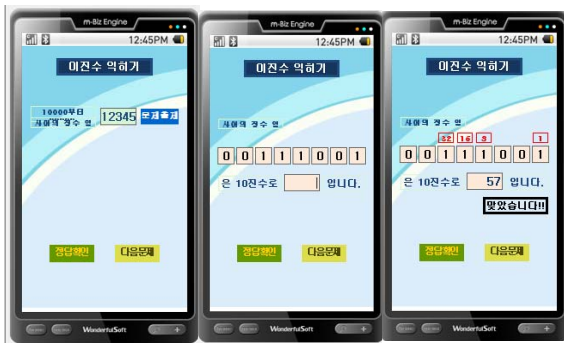 m-Biz Engine
12:45PM
이진수 익히기
10000부터
사이의 정수 인
12345
문제출제
정답확인
다음문제
WonderfulSoft
m-Biz Engine
12:45PM
이진수 익히기
사이의 정수 인
0 0 1 1 1 0 0 1
은 10진수로 입니다.
정답확인
다음문제
WonderfulSoft
m-Biz Engine
12:45PM
이진수 익히기
사이의 정수 인
32 16 8 1
0 0 1 1 1 0 0 1
은 10진수로 57 입니다.
맞았습니다!!
정답확인
다음문제
WonderfulSoft